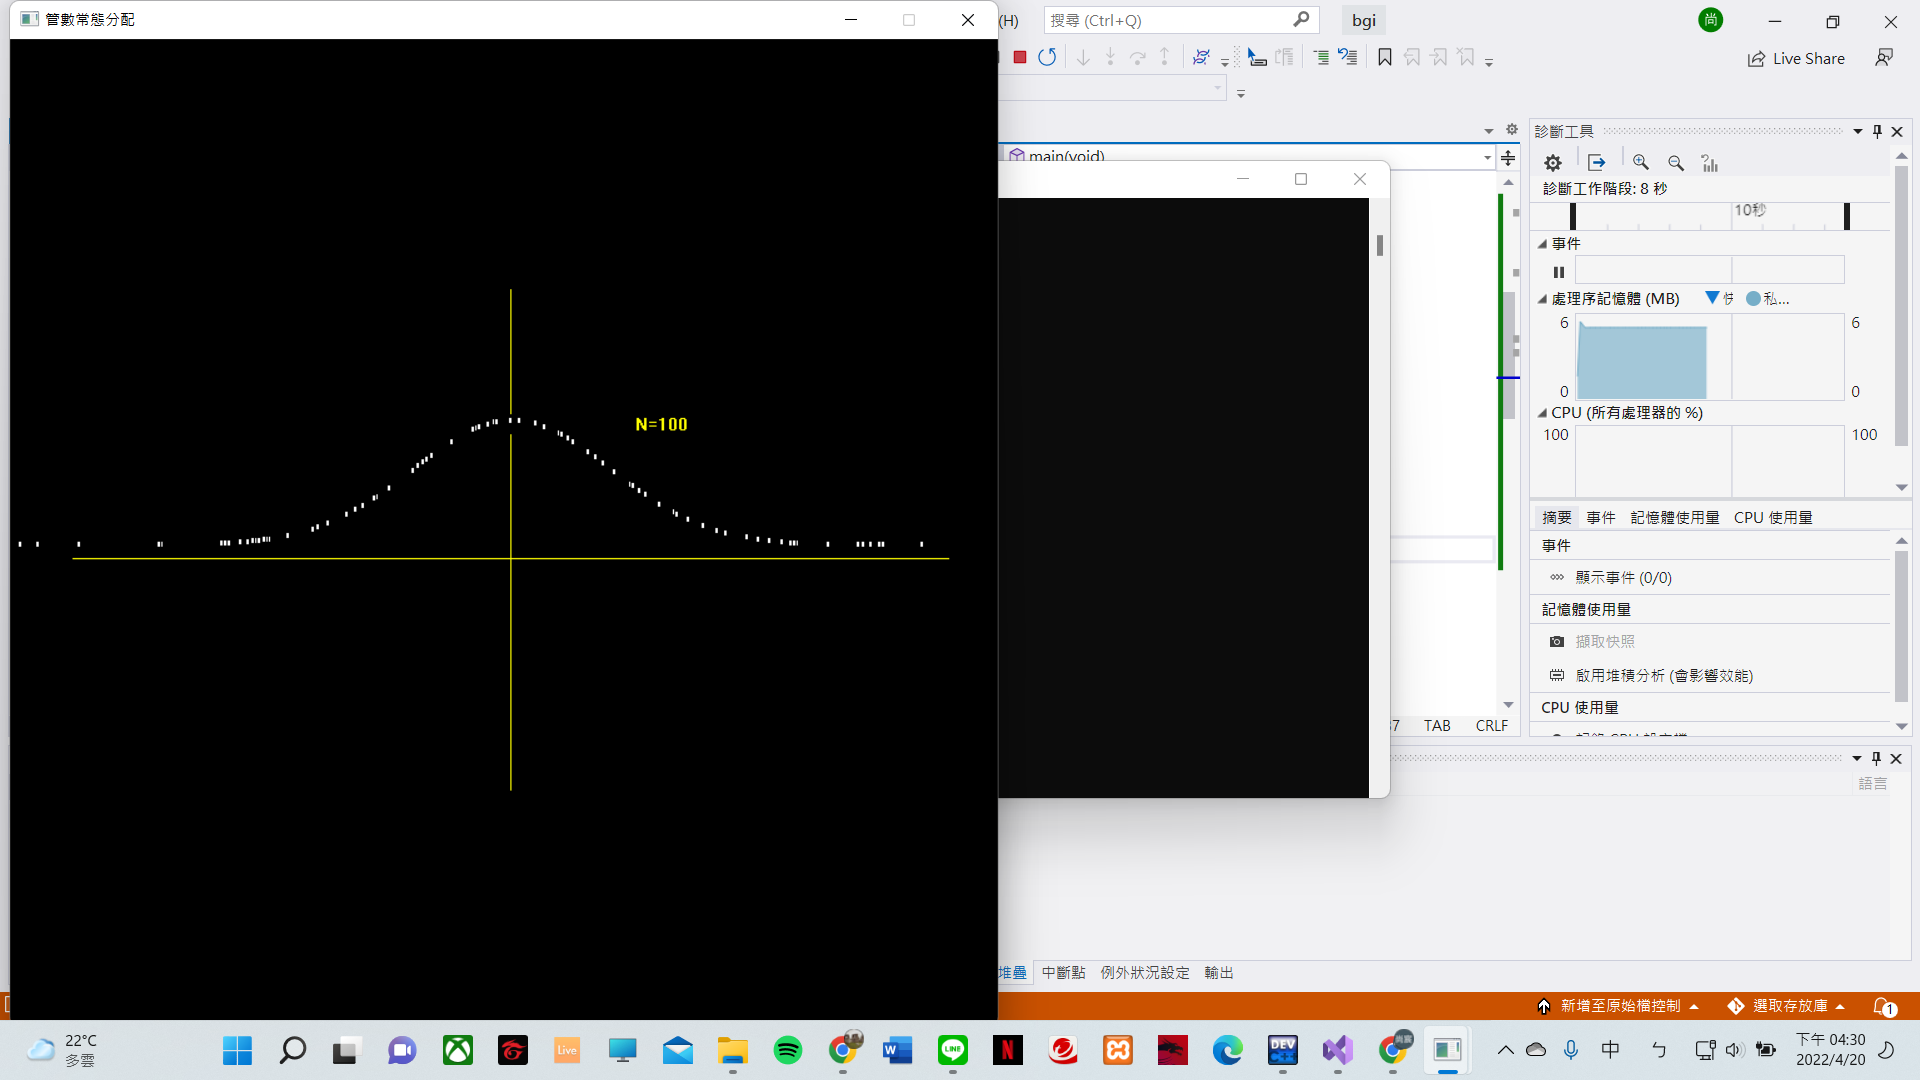 管數常態分配
(H)
搜尋 (Ctrl+Q)
bgi
尚
Live Share
main(void)
診斷工具
診斷工作階段: 8 秒
10秒
事件
處理序記憶體 (MB)
私...
6
6
0
0
CPU (所有處理器的 %)
100
100
N=100
摘要
事件
記憶體使用量
CPU 使用量
事件
顯示事件 (0/0)
記憶體使用量
擷取快照
啟用堆積分析 (會影響效能)
CPU 使用量
TAB
CRLF
語言
堆疊
中斷點
例外狀況設定
輸出
新增至原始檔控制
選取存放庫
1
22°C
多雲
Live
DEV
C++
LINE
中
ㄅ
下午 04:30
2022/4/20